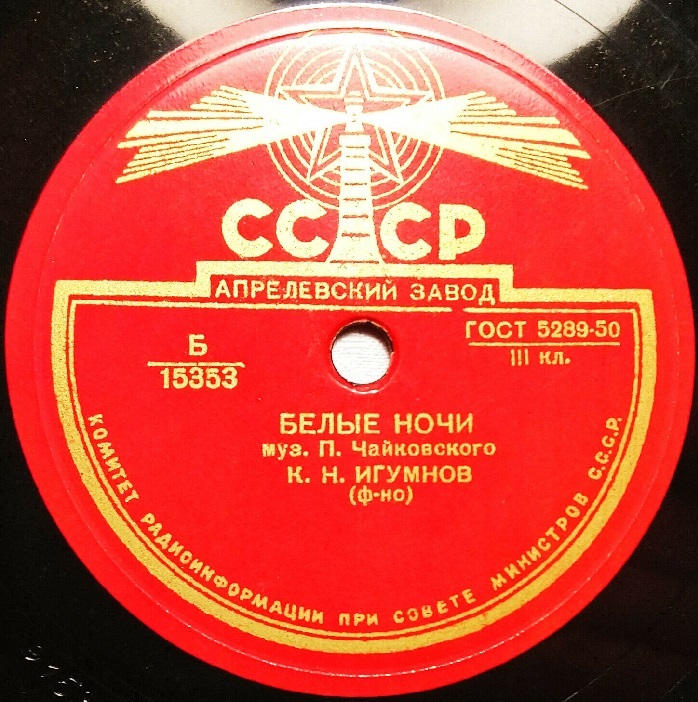 СССР
АПРЕЛЕВСКИЙ ЗАВОД
Б
15353
ГОСТ 5289-50
III кл.
БЕЛЫЕ НОЧИ
муз. П. Чайковского
К. Н. ИГУМНОВ
(ф-но)
КОМИТЕТ РАДИОИНФОРМАЦИИ ПРИ СОВЕТЕ МИНИСТРОВ С.С.С.Р.